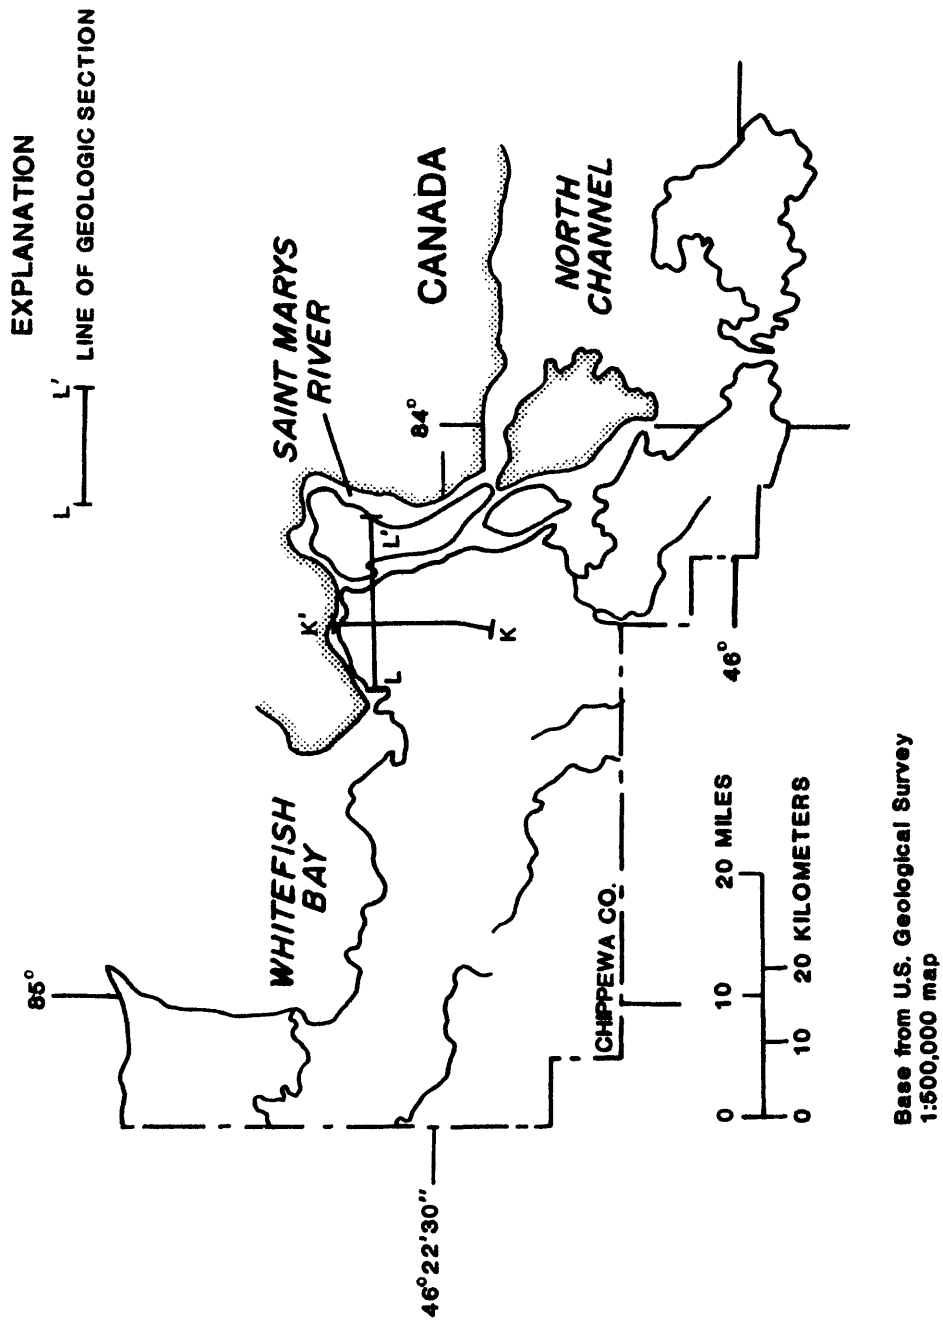 EXPLANATION
L L'
LINE OF GEOLOGIC SECTION
85°
WHITEFISH
BAY
SAINT MARYS
RIVER
K'
L
L'
84°
CANADA
K
46°22'30"
NORTH
CHANNEL
CHIPPEWA CO.
46°
0 10 20 MILES
0 10 20 KILOMETERS
Base from U.S. Geological Survey
1:500,000 map